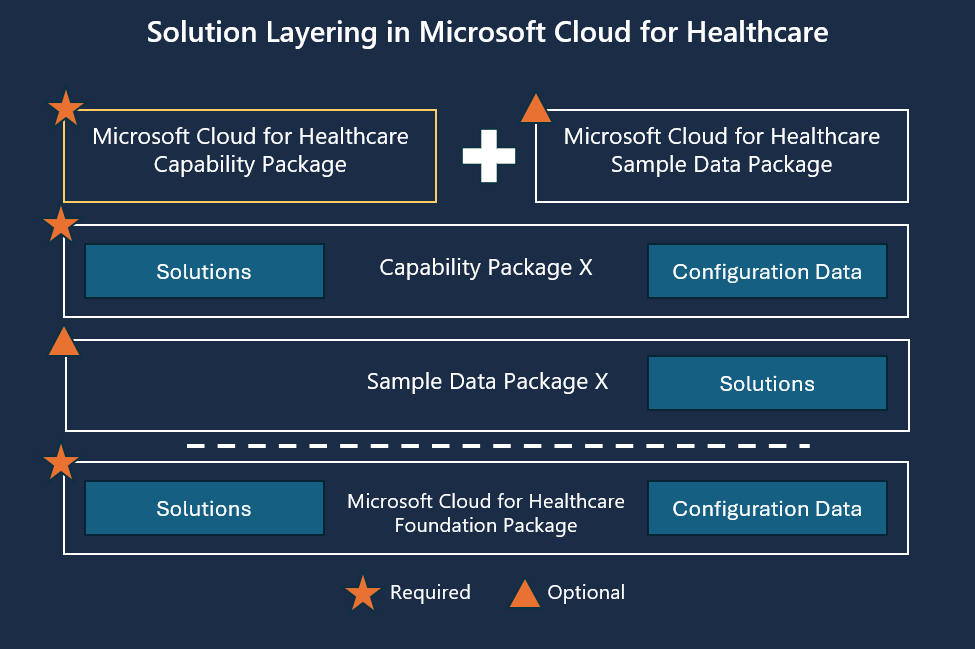 Solution Layering in Microsoft Cloud for Healthcare
Microsoft Cloud for Healthcare
Capability Package
Microsoft Cloud for Healthcare
Sample Data Package
Solutions
Capability Package X
Configuration Data
Sample Data Package X
Solutions
Solutions
Microsoft Cloud for Healthcare
Foundation Package
Configuration Data
Required
Optional